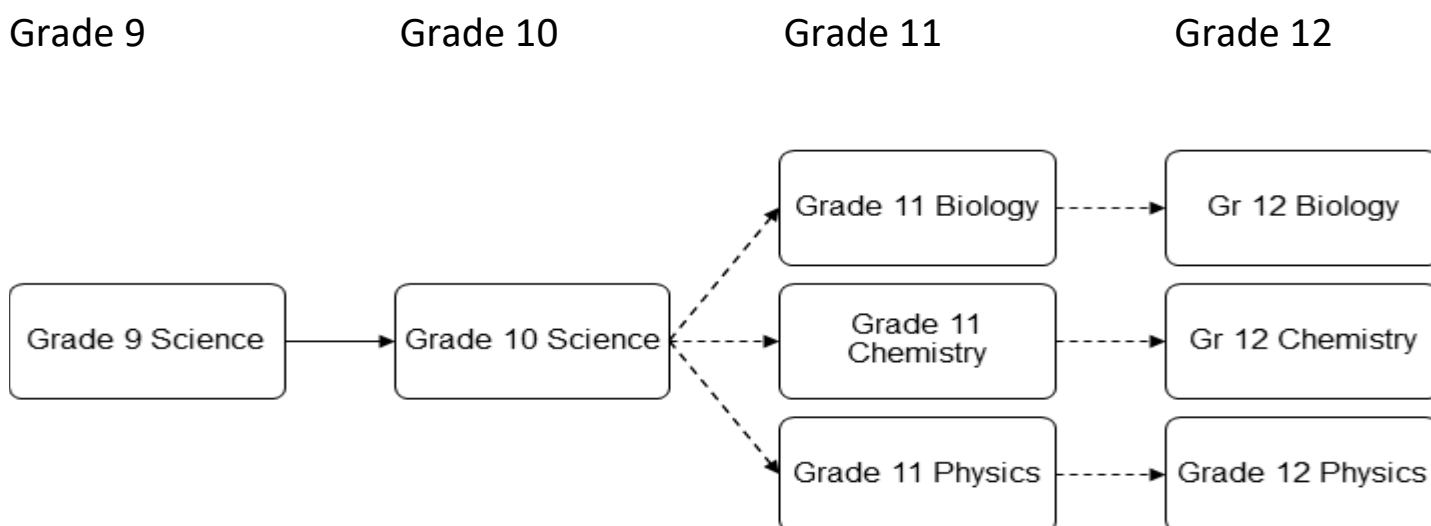 Grade 9 Grade 10 Grade 11 Grade 12
Grade 11 Biology
Gr 12 Biology
Grade 9 Science
Grade 10 Science
Grade 11
Chemistry
Gr 12 Chemistry
Grade 11 Physics
Grade 12 Physics